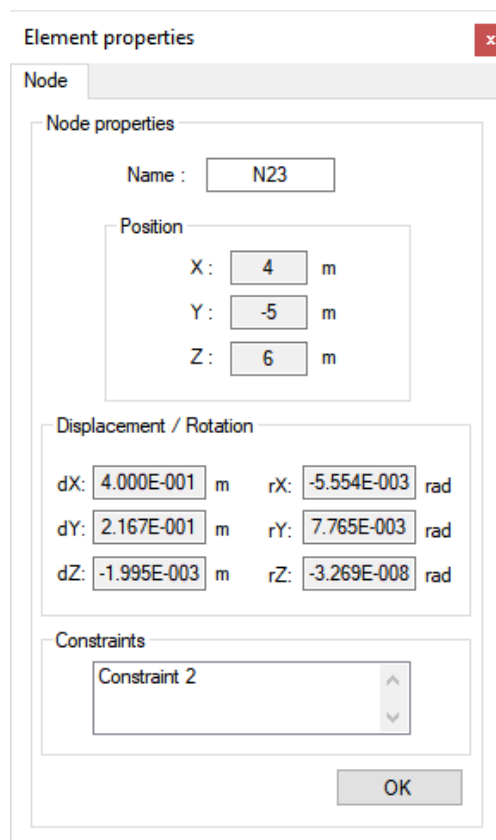 Element properties
x
Node
Node properties
Name : N23
Position
X : 4 m
Y : -5 m
Z : 6 m
Displacement / Rotation
dX: 4.000E-001 m rX: -5.554E-003 rad
dY: 2.167E-001 m rY: 7.765E-003 rad
dZ: -1.995E-003 m rZ: -3.269E-008 rad
Constraints
Constraint 2
OK